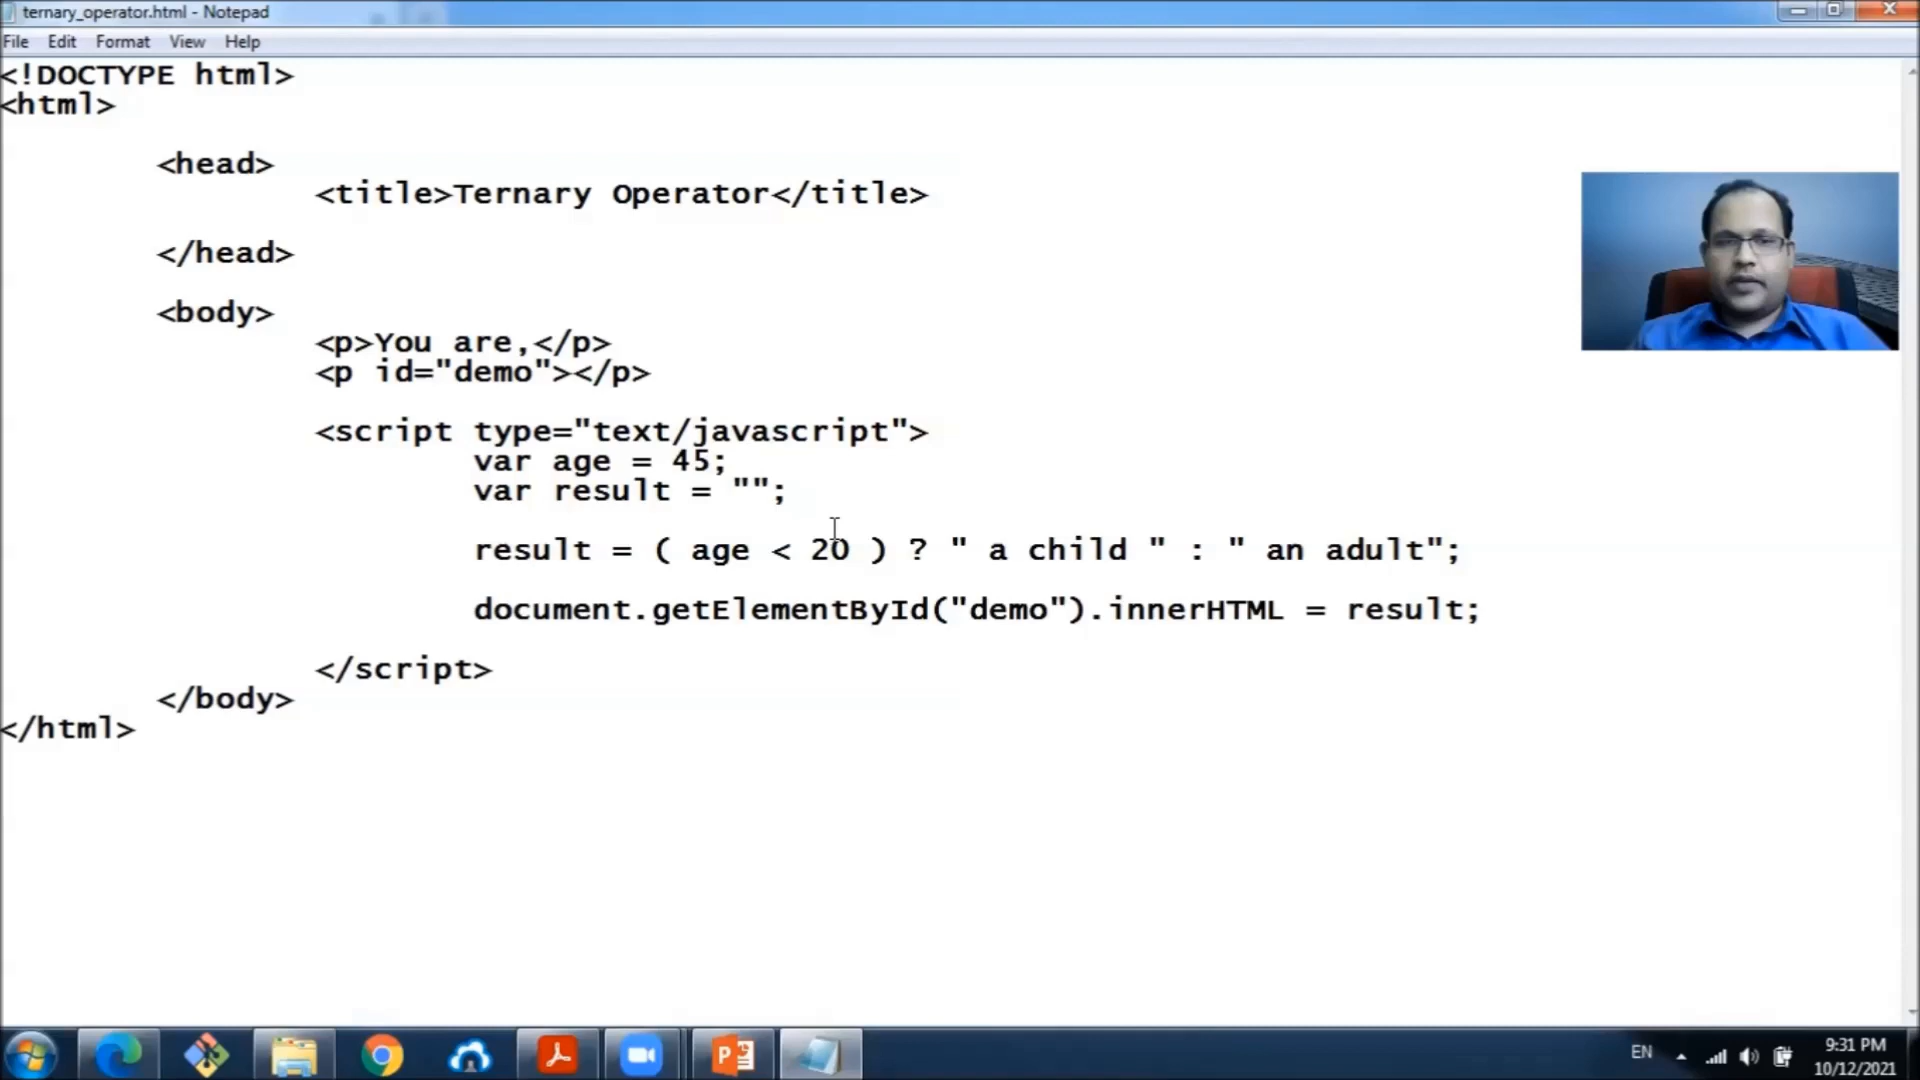 ternary_operator.html - Notepad
File Edit Format View Help
<!DOCTYPE html>
<html>
<head>
<title>Ternary Operator</title>
</head>
<body>
<p>You are,</p>
<p id="demo"></p>
<script type="text/javascript">
var age = 45;
var result = "";
result = ( age < 20 ) ? " a child " : " an adult";
document.getElementById("demo").innerHTML = result;
</script>
</body>
</html>
EN
9:31 PM
10/12/2021